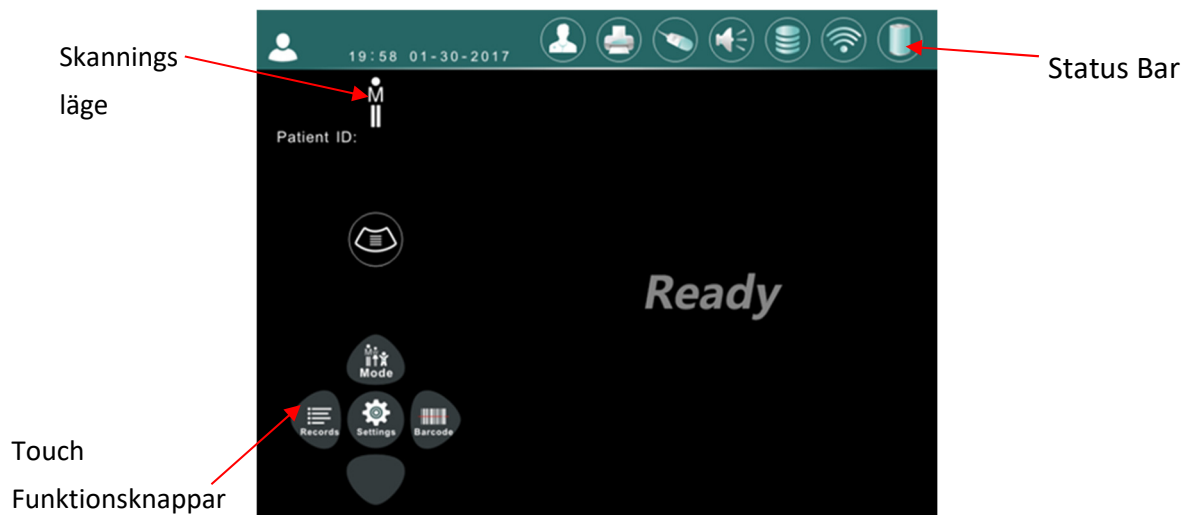 Skannings
läge
Status Bar
19:58 01-30-2017
M
Patient ID:
Ready
Mode
Records
Settings
Barcode
Touch
Funktionsknappar